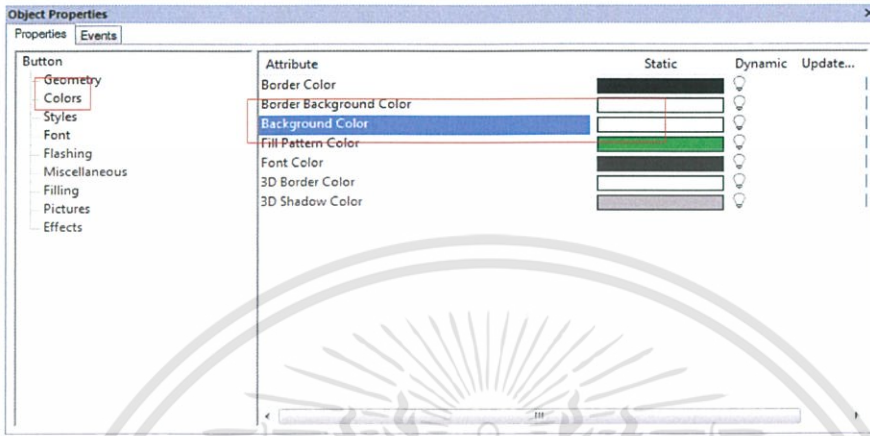 Object Properties
Properties Events
Button
Geometry
Colors
Styles
Font
Flashing
Miscellaneous
Filling
Pictures
Effects
Attribute Static Dynamic Update...
Border Color
Border Background Color
Background Color
Fill Pattern Color
Font Color
3D Border Color
3D Shadow Color